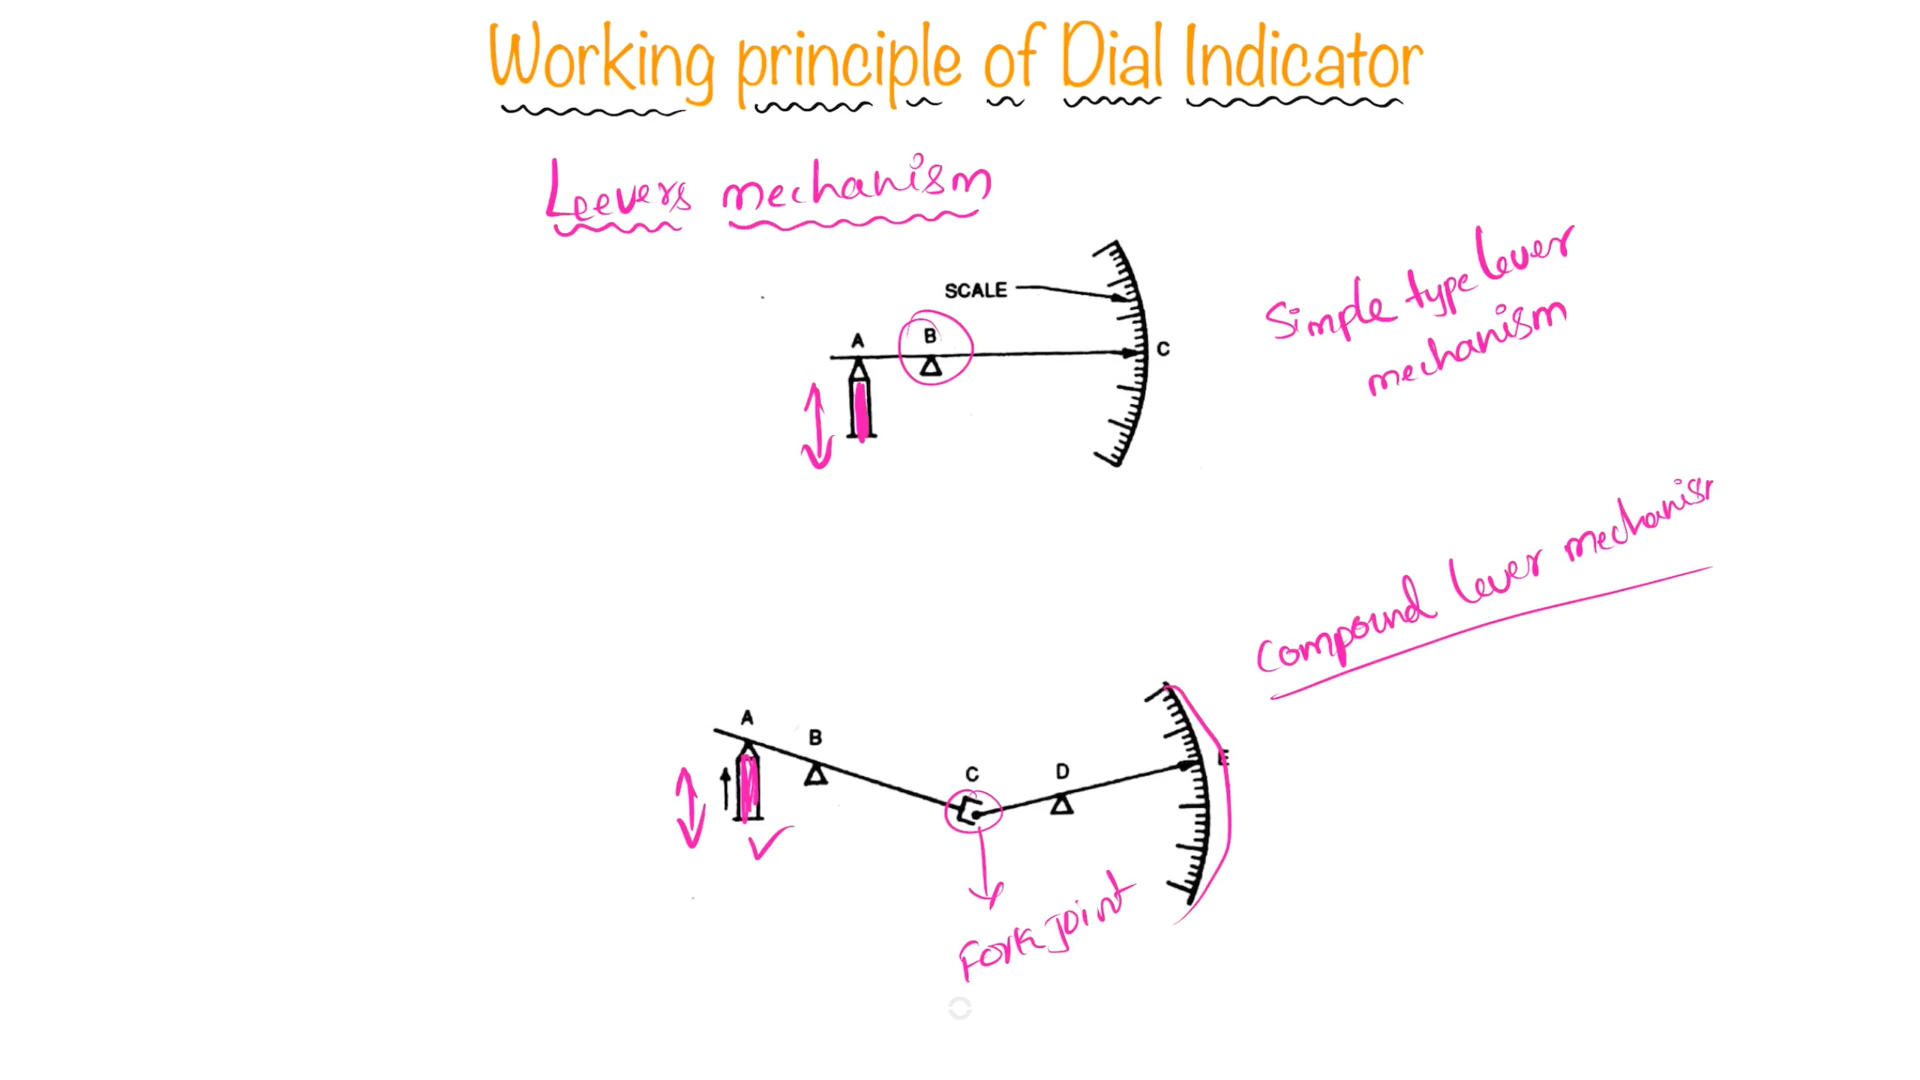 Working principle of Dial Indicator
Leevers mechanism
SCALE
A
B
C
Simple type lever
mechanism
Compound lever mechanism
A
B
C
D
E
Fork joint